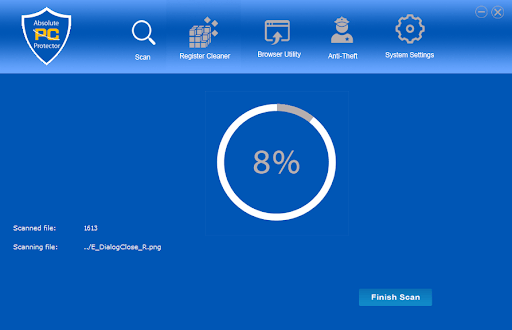 Absolute
PC
Protector
Scan
Register Cleaner
Browser Utility
Anti-Theft
System Settings
8%
Scanned file: 1613
Scanning file: ../E_DialogClose_R.png
Finish Scan